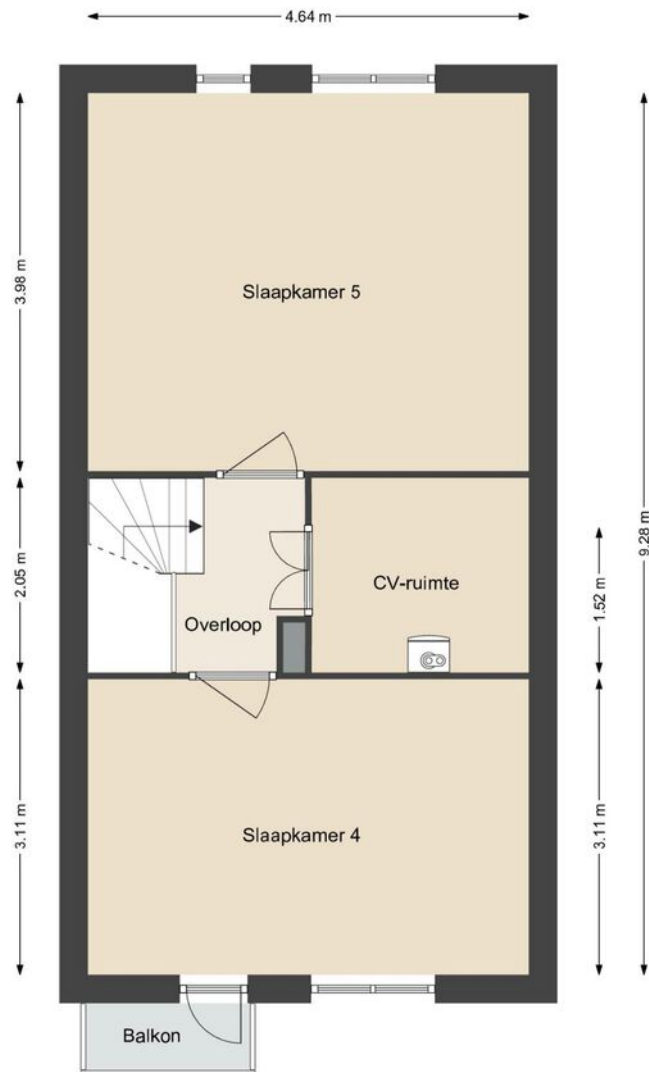 4.64 m
Slaapkamer 5
3.98 m
9.28 m
2.05 m
CV-ruimte
1.52 m
Overloop
Slaapkamer 4
3.11 m
3.11 m
Balkon